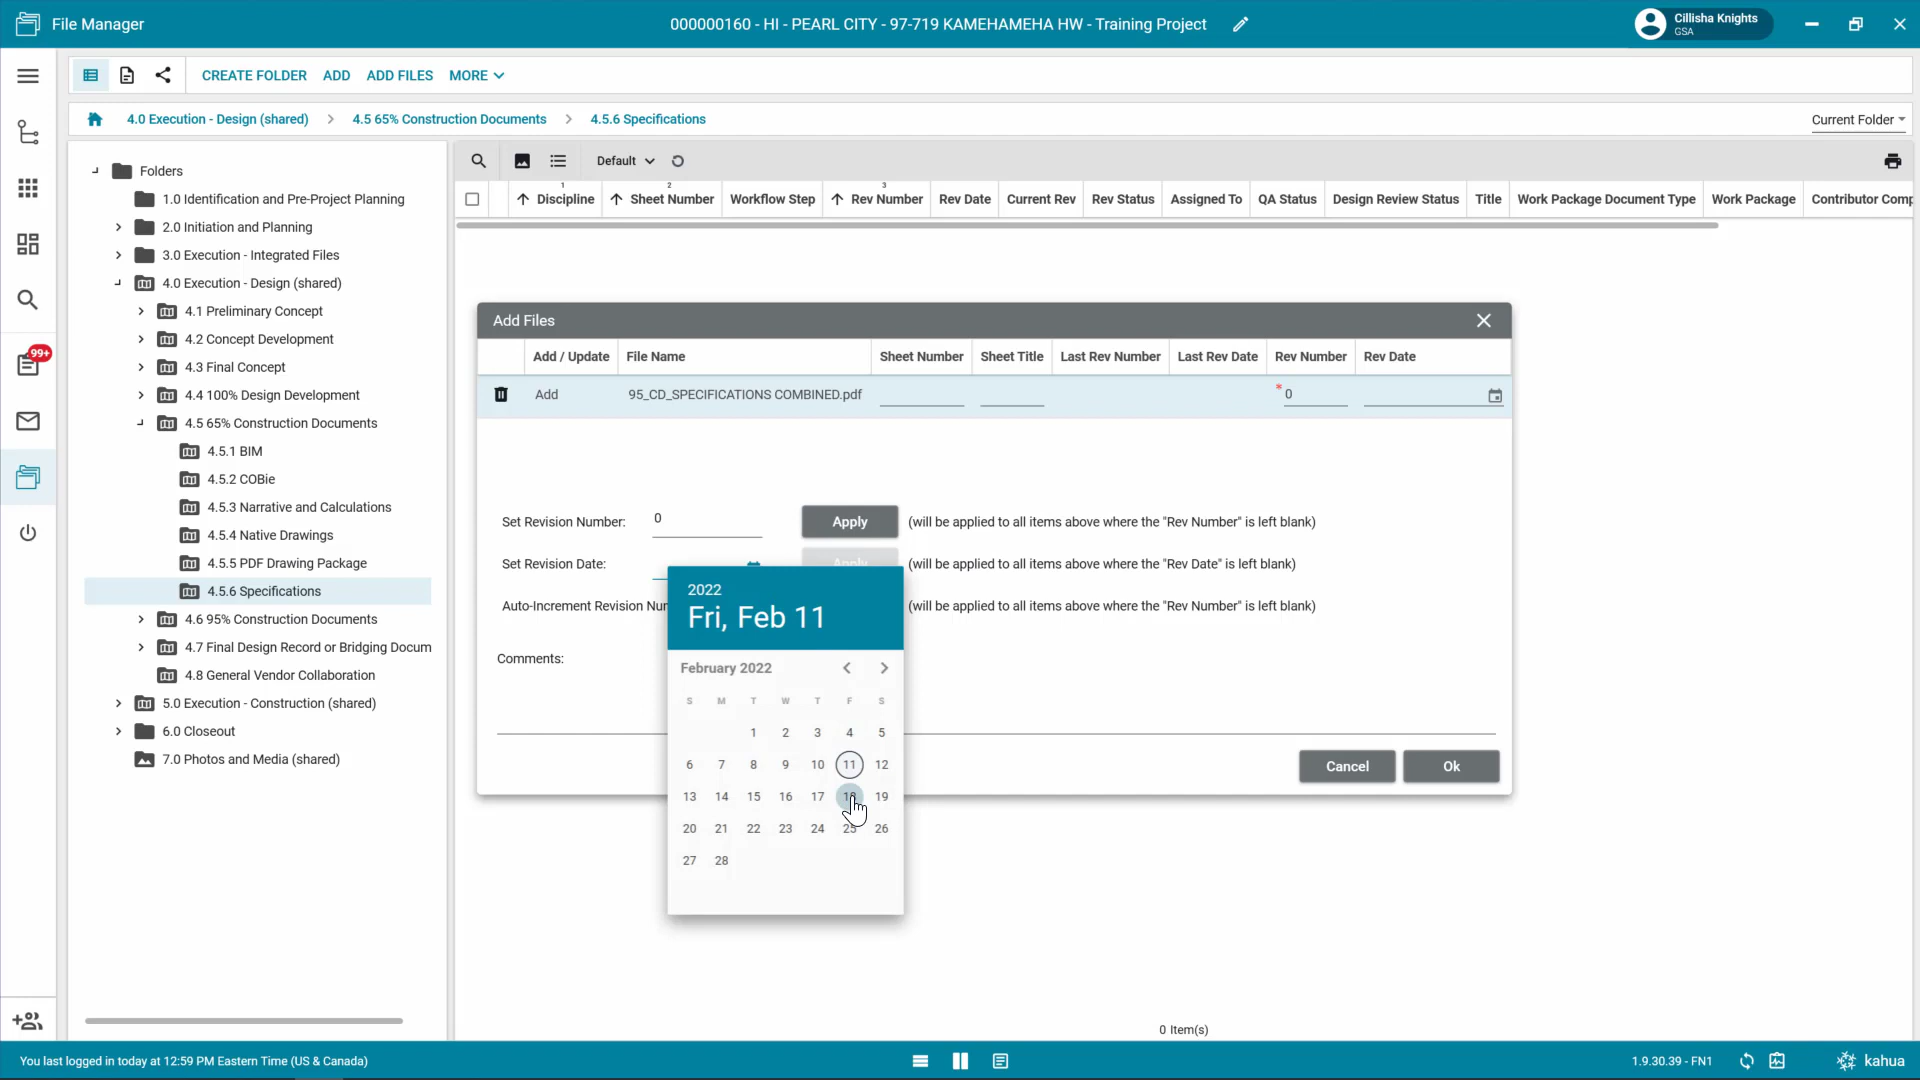 File Manager
000000160 - HI - PEARL CITY - 97-719 KAMEHAMEHA HW - Training Project
Cillisha Knights
GSA
CREATE FOLDER ADD ADD FILES MORE
4.0 Execution - Design (shared) > 4.5 65% Construction Documents > 4.5.6 Specifications
Current Folder
Folders
1.0 Identification and Pre-Project Planning
2.0 Initiation and Planning
3.0 Execution - Integrated Files
4.0 Execution - Design (shared)
4.1 Preliminary Concept
4.2 Concept Development
4.3 Final Concept
4.4 100% Design Development
4.5 65% Construction Documents
4.5.1 BIM
4.5.2 COBie
4.5.3 Narrative and Calculations
4.5.4 Native Drawings
4.5.5 PDF Drawing Package
4.5.6 Specifications
4.6 95% Construction Documents
4.7 Final Design Record or Bridging Docum
4.8 General Vendor Collaboration
5.0 Execution - Construction (shared)
6.0 Closeout
7.0 Photos and Media (shared)
99+
Default
1 2 3
Discipline Sheet Number Workflow Step Rev Number Rev Date Current Rev Rev Status Assigned To QA Status Design Review Status Title Work Package Document Type Work Package Contributor Comp
Add Files
Add / Update File Name Sheet Number Sheet Title Last Rev Number Last Rev Date Rev Number Rev Date
Add 95_CD_SPECIFICATIONS COMBINED.pdf * 0
Set Revision Number: 0 Apply (will be applied to all items above where the "Rev Number" is left blank)
Set Revision Date: Apply (will be applied to all items above where the "Rev Date" is left blank)
Auto-Increment Revision Num (will be applied to all items above where the "Rev Number" is left blank)
Comments:
Cancel Ok
2022
Fri, Feb 11
February 2022
S M T W T F S
1 2 3 4 5
6 7 8 9 10 11 12
13 14 15 16 17 18 19
20 21 22 23 24 25 26
27 28
0 Item(s)
You last logged in today at 12:59 PM Eastern Time (US & Canada)
1.9.30.39 - FN1
kahua